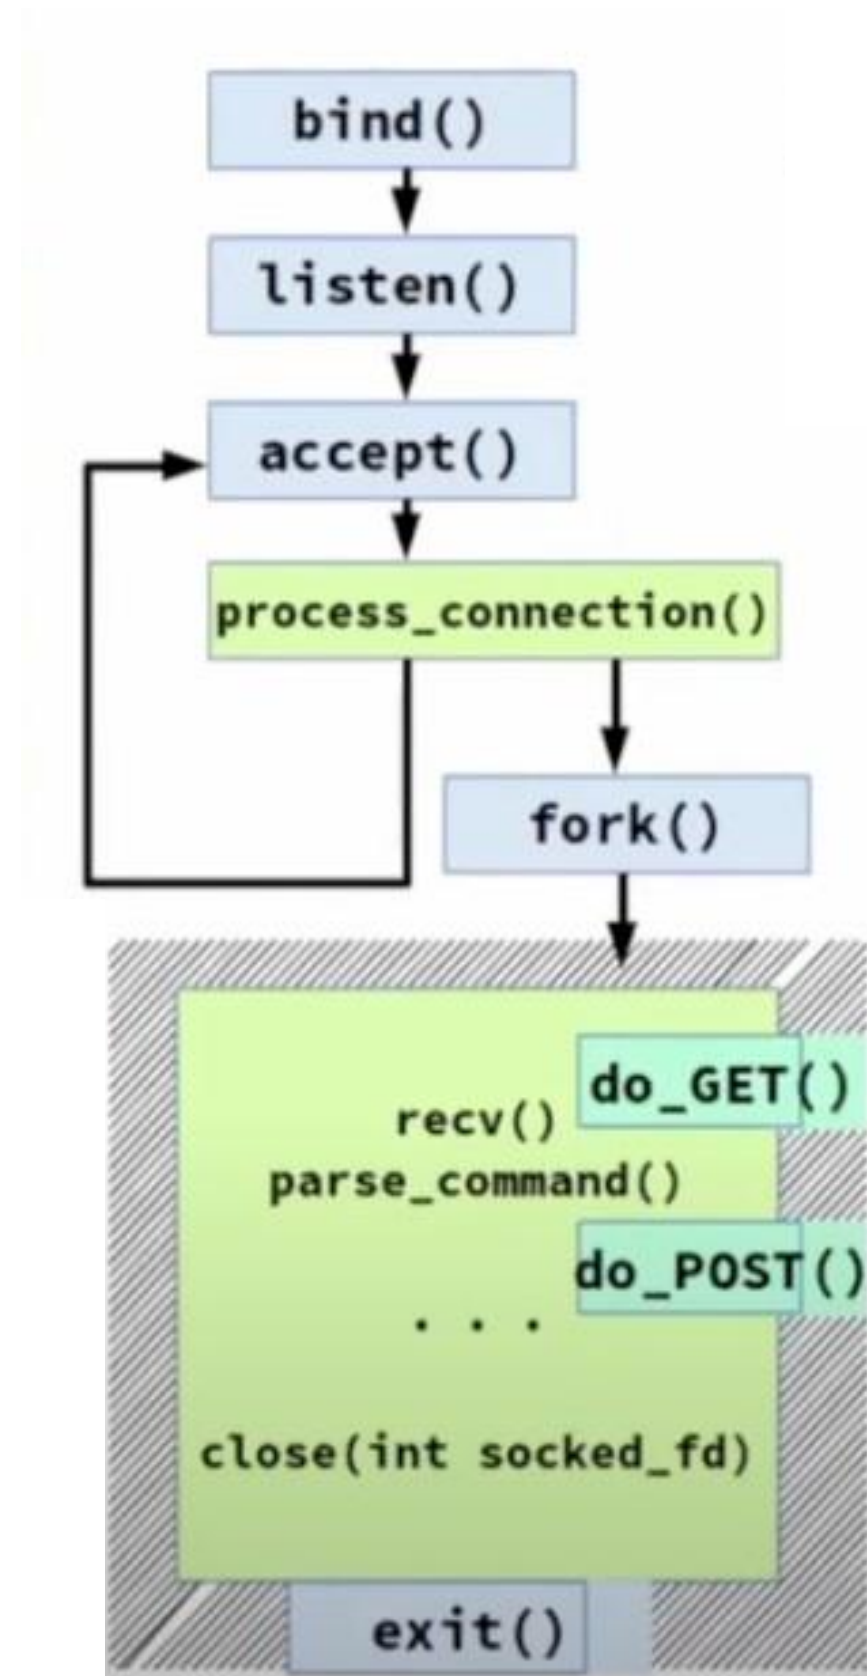 bind()
listen()
accept()
process_connection()
fork()
do_GET()
recv()
parse_command()
do_POST()
. . .
close(int socked_fd)
exit()